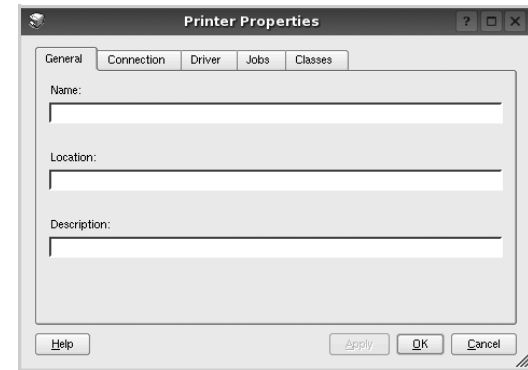 Printer Properties
General Connection Driver Jobs Classes
Name:
Location:
Description:
Help Apply OK Cancel